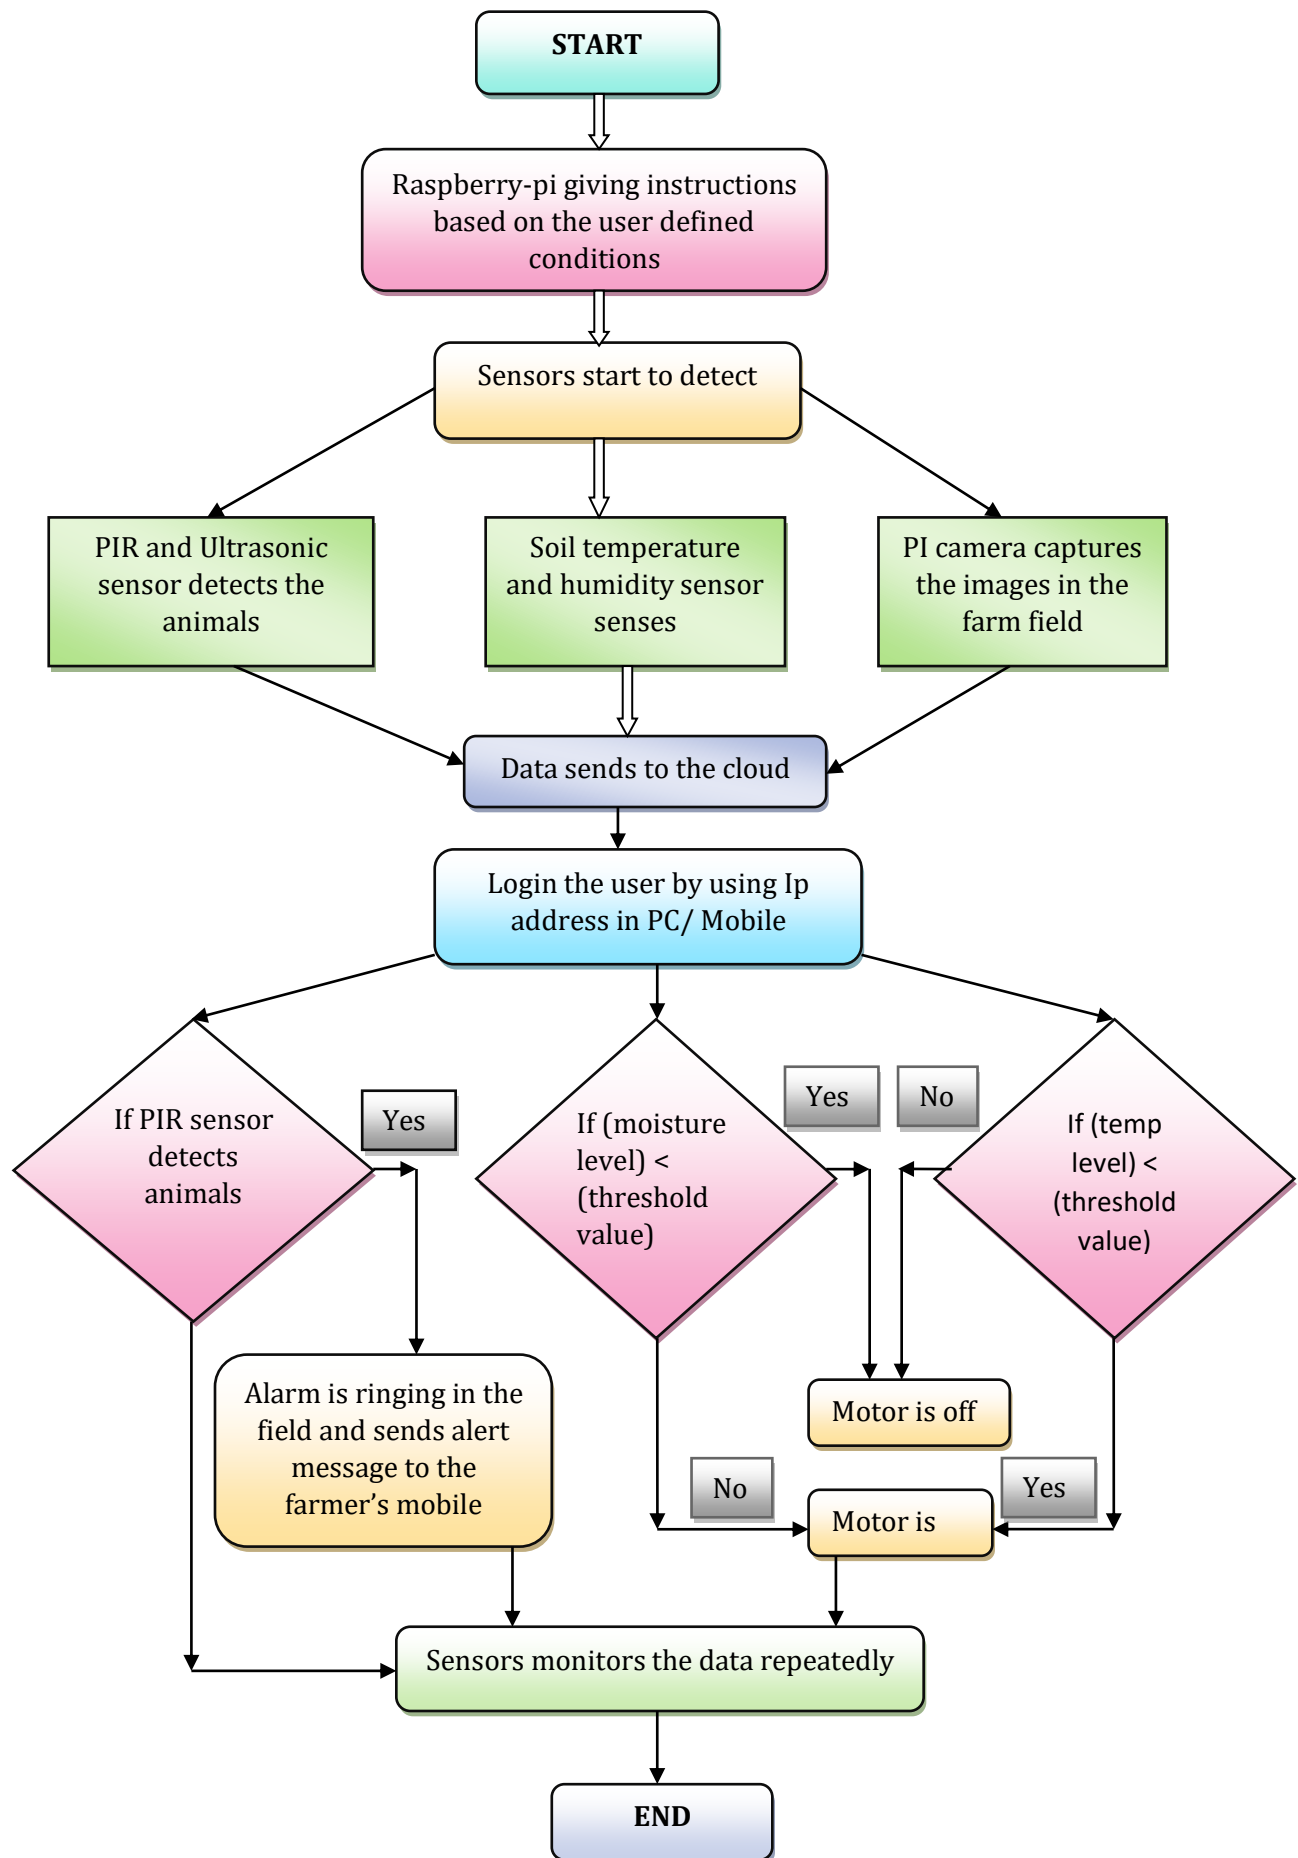 START
Raspberry-pi giving instructions
based on the user defined
conditions
Sensors start to detect
PIR and Ultrasonic
sensor detects the
animals
Soil temperature
and humidity sensor
senses
PI camera captures
the images in the
farm field
Data sends to the cloud
Login the user by using Ip
address in PC/ Mobile
If PIR sensor
detects
animals
Yes
If (moisture
level) <
(threshold
value)
Yes
No
If (temp
level) <
(threshold
value)
Alarm is ringing in the
field and sends alert
message to the
farmer’s mobile
Motor is off
No
Motor is
Yes
Sensors monitors the data repeatedly
END